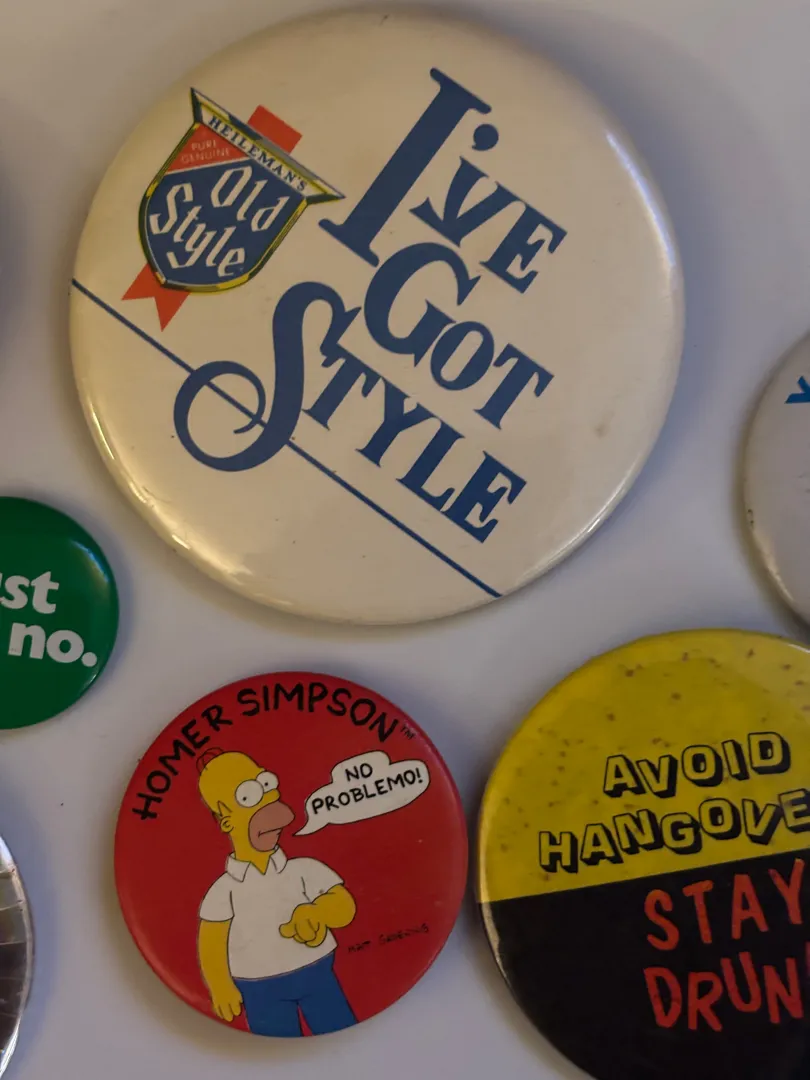 HEILEMAN'S
PURE
GENUINE
Old
Style
I'VE
GOT
STYLE
st
no.
HOMER SIMPSON™
NO
PROBLEMO!
MATT GROENING
AVOID
HANGOVE
STAY
DRUN